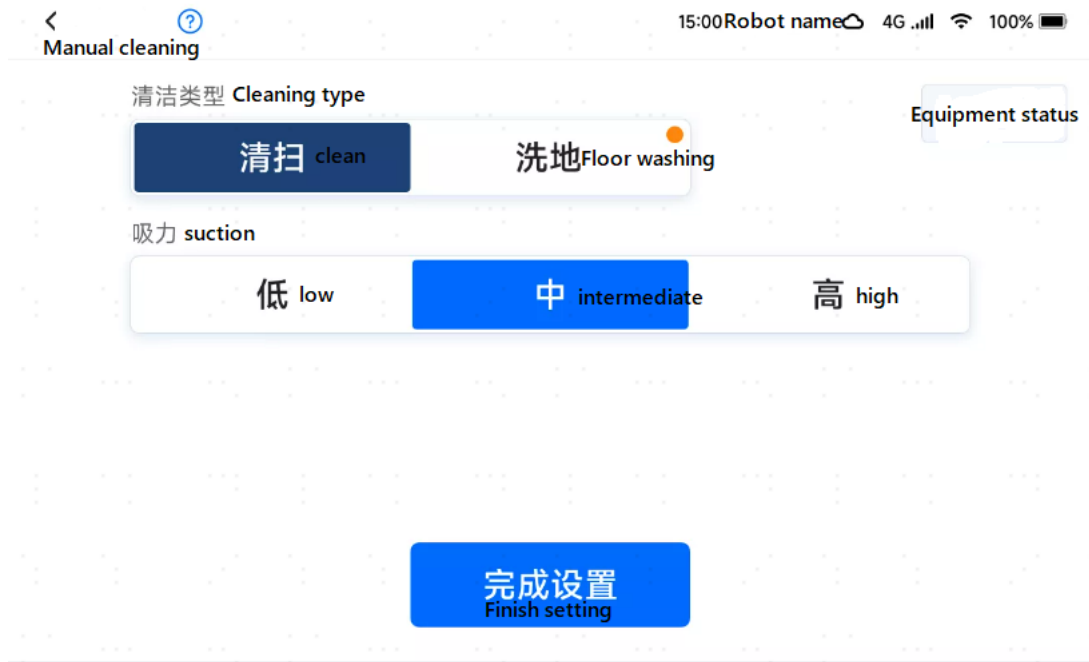 15:00Robot name 4G 100%
Manual cleaning
清洁类型 Cleaning type
Equipment status
清扫 clean
洗地Floor washing
吸力 suction
低 low
中 intermediate
高 high
完成设置
Finish setting